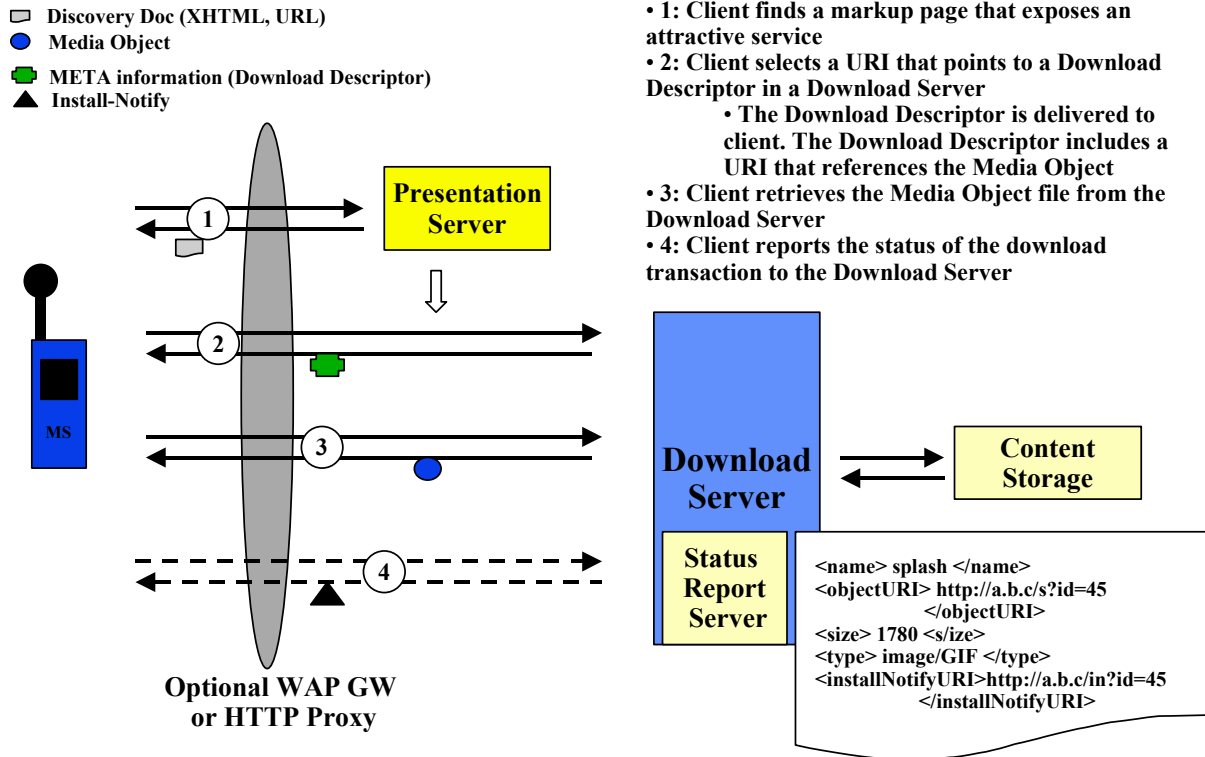 Discovery Doc (XHTML, URL)
Media Object
META information (Download Descriptor)
Install-Notify
• 1: Client finds a markup page that exposes an
attractive service
• 2: Client selects a URI that points to a Download
Descriptor in a Download Server
• The Download Descriptor is delivered to
client. The Download Descriptor includes a
URI that references the Media Object
• 3: Client retrieves the Media Object file from the
Download Server
• 4: Client reports the status of the download
transaction to the Download Server
1
Presentation
Server
2
MS
3
Download
Server
Content
Storage
4
Status
Report
Server
<name> splash </name>
<objectURI> http://a.b.c/s?id=45
</objectURI>
<size> 1780 <s/ize>
<type> image/GIF </type>
<installNotifyURI>http://a.b.c/in?id=45
</installNotifyURI>
Optional WAP GW
or HTTP Proxy